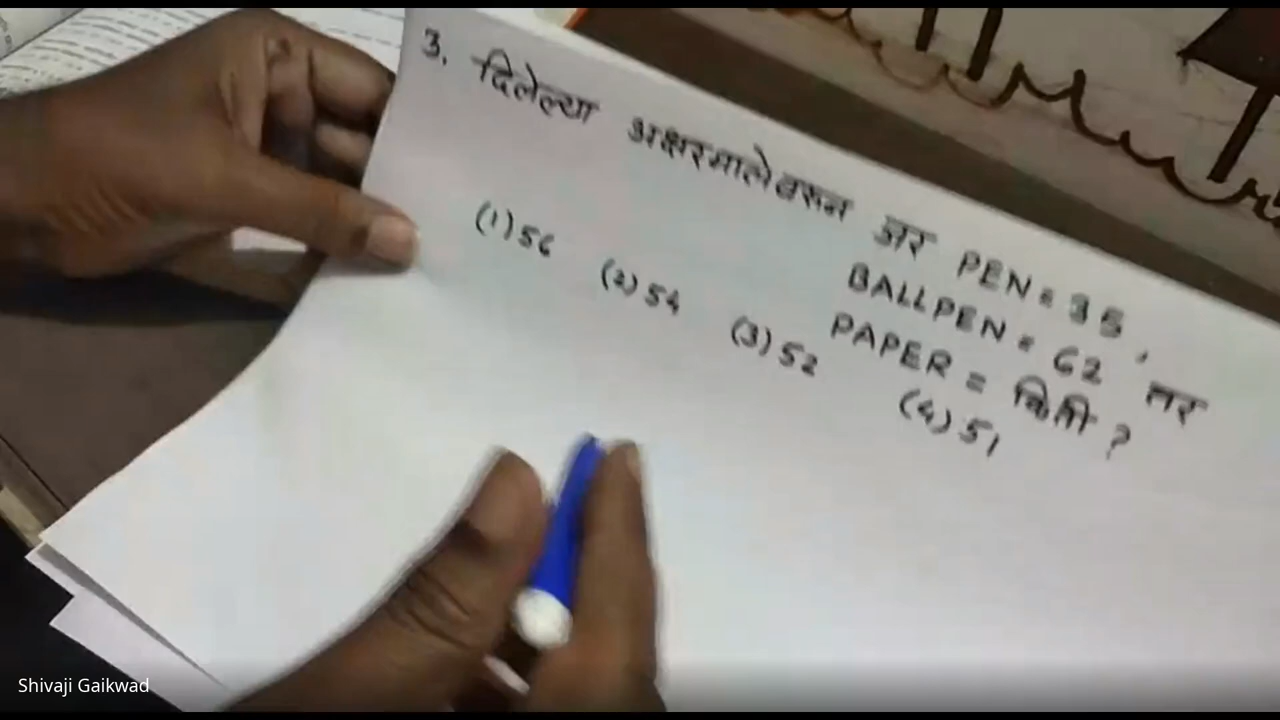 3. दिलेल्या अक्षरमालेवरून जर PEN = 35,
BALLPEN = 62 तर
PAPER = किती ?
(1) 56 (2) 54 (3) 52 (4) 51
Shivaji Gaikwad